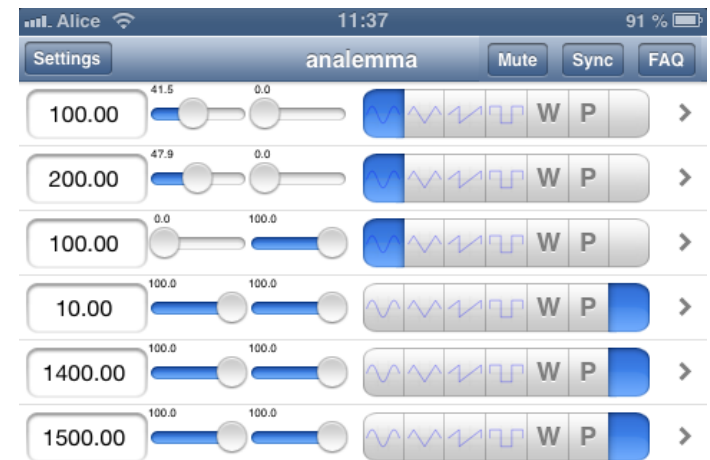 Alice 11:37 91 %
Settings analemma Mute Sync FAQ
41.5 0.0
100.00 W P
47.9 0.0
200.00 W P
0.0 100.0
100.00 W P
100.0 100.0
10.00 W P
100.0 100.0
1400.00 W P
100.0 100.0
1500.00 W P